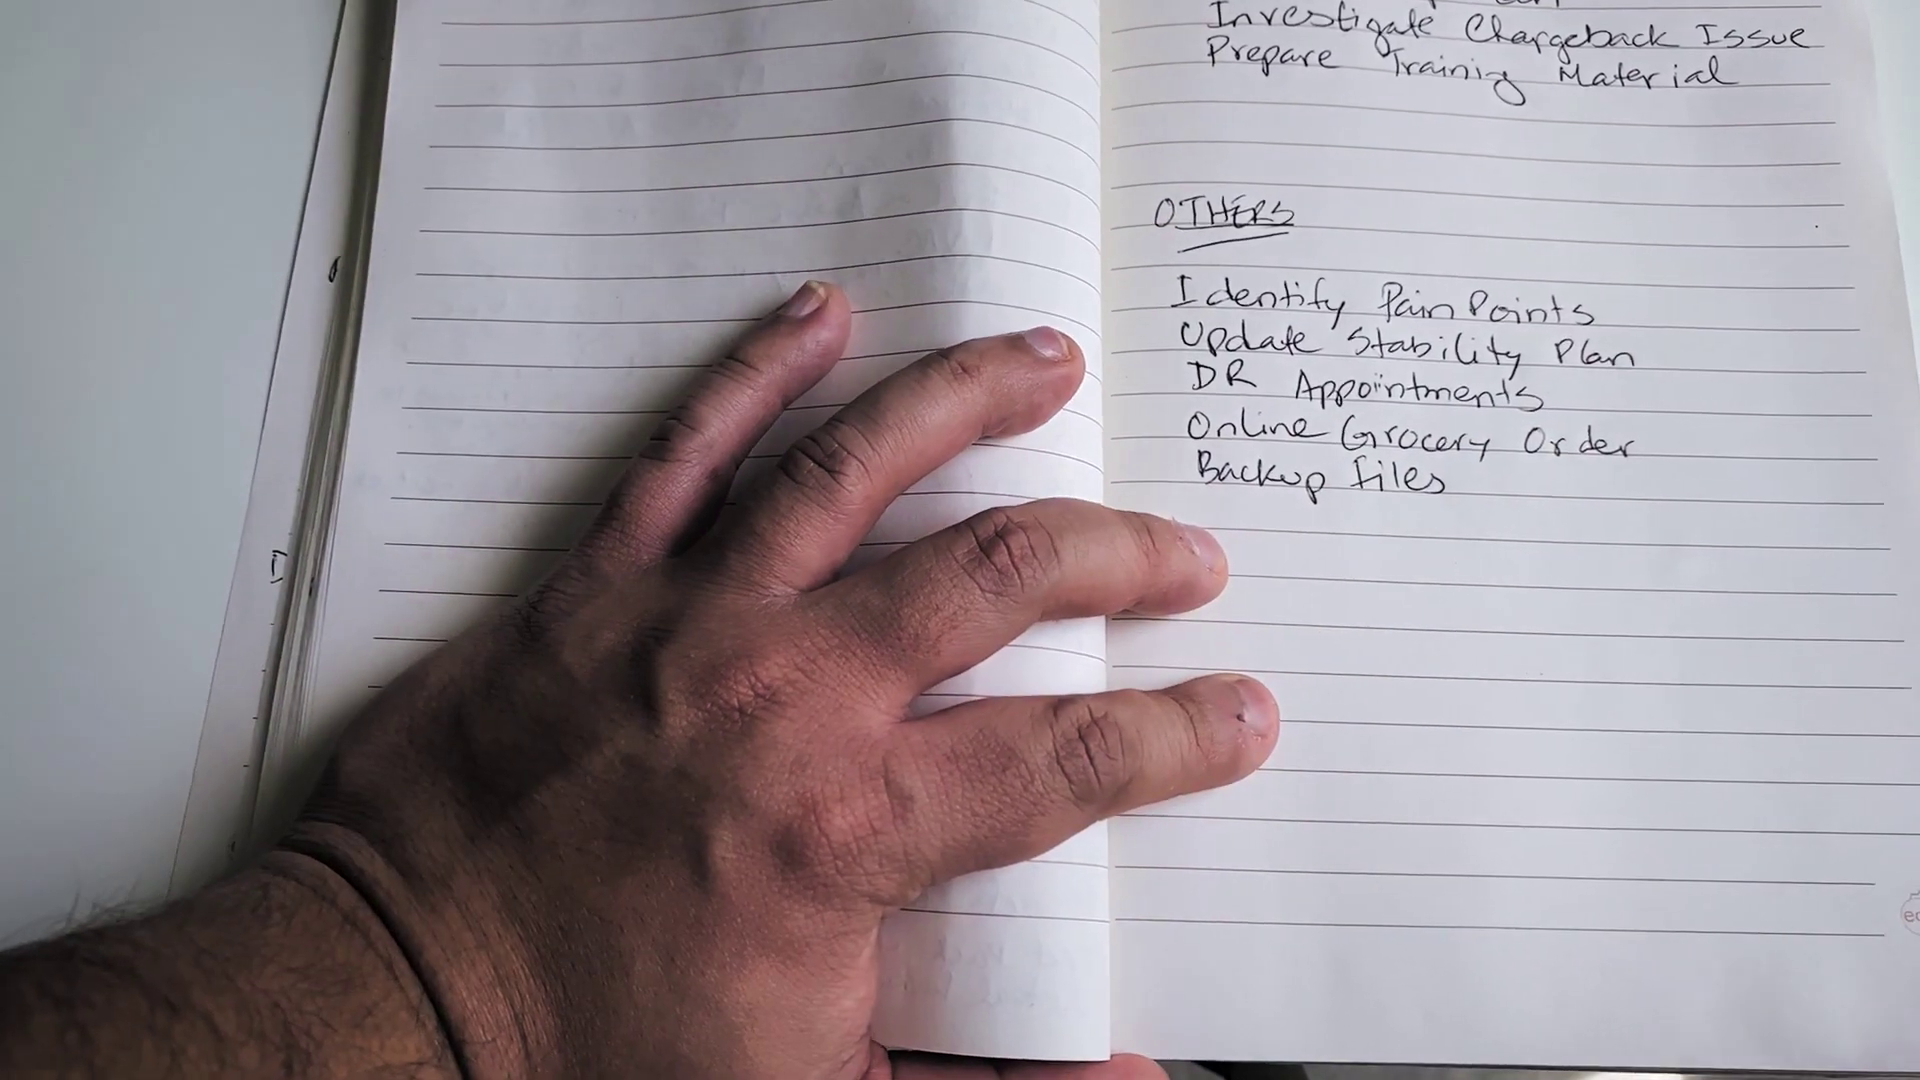 Investigate Chargeback Issue
Prepare Training Material
OTHERS
Identify Pain Points
Update Stability Plan
DR Appointments
Online Grocery Order
Backup Files